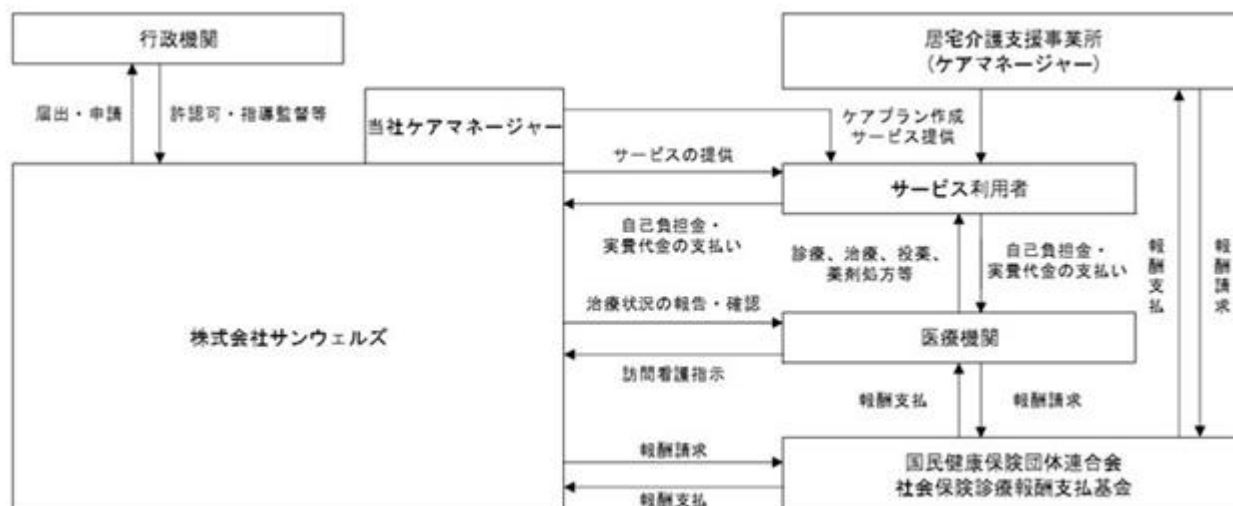 行政機関
居宅介護支援事業所
(ケアマネージャー)
届出・申請
許認可・指導監督等
当社ケアマネージャー
ケアプラン作成
サービス提供
サービスの提供
サービス利用者
自己負担金・
実費代金の支払い
診療、治療、投薬、
薬剤処方等
自己負担金・
実費代金の支払い
報酬支払
報酬請求
治療状況の報告・確認
株式会社サンウェルズ
医療機関
訪問看護指示
報酬支払
報酬請求
報酬請求
国民健康保険団体連合会
社会保険診療報酬支払基金
報酬支払